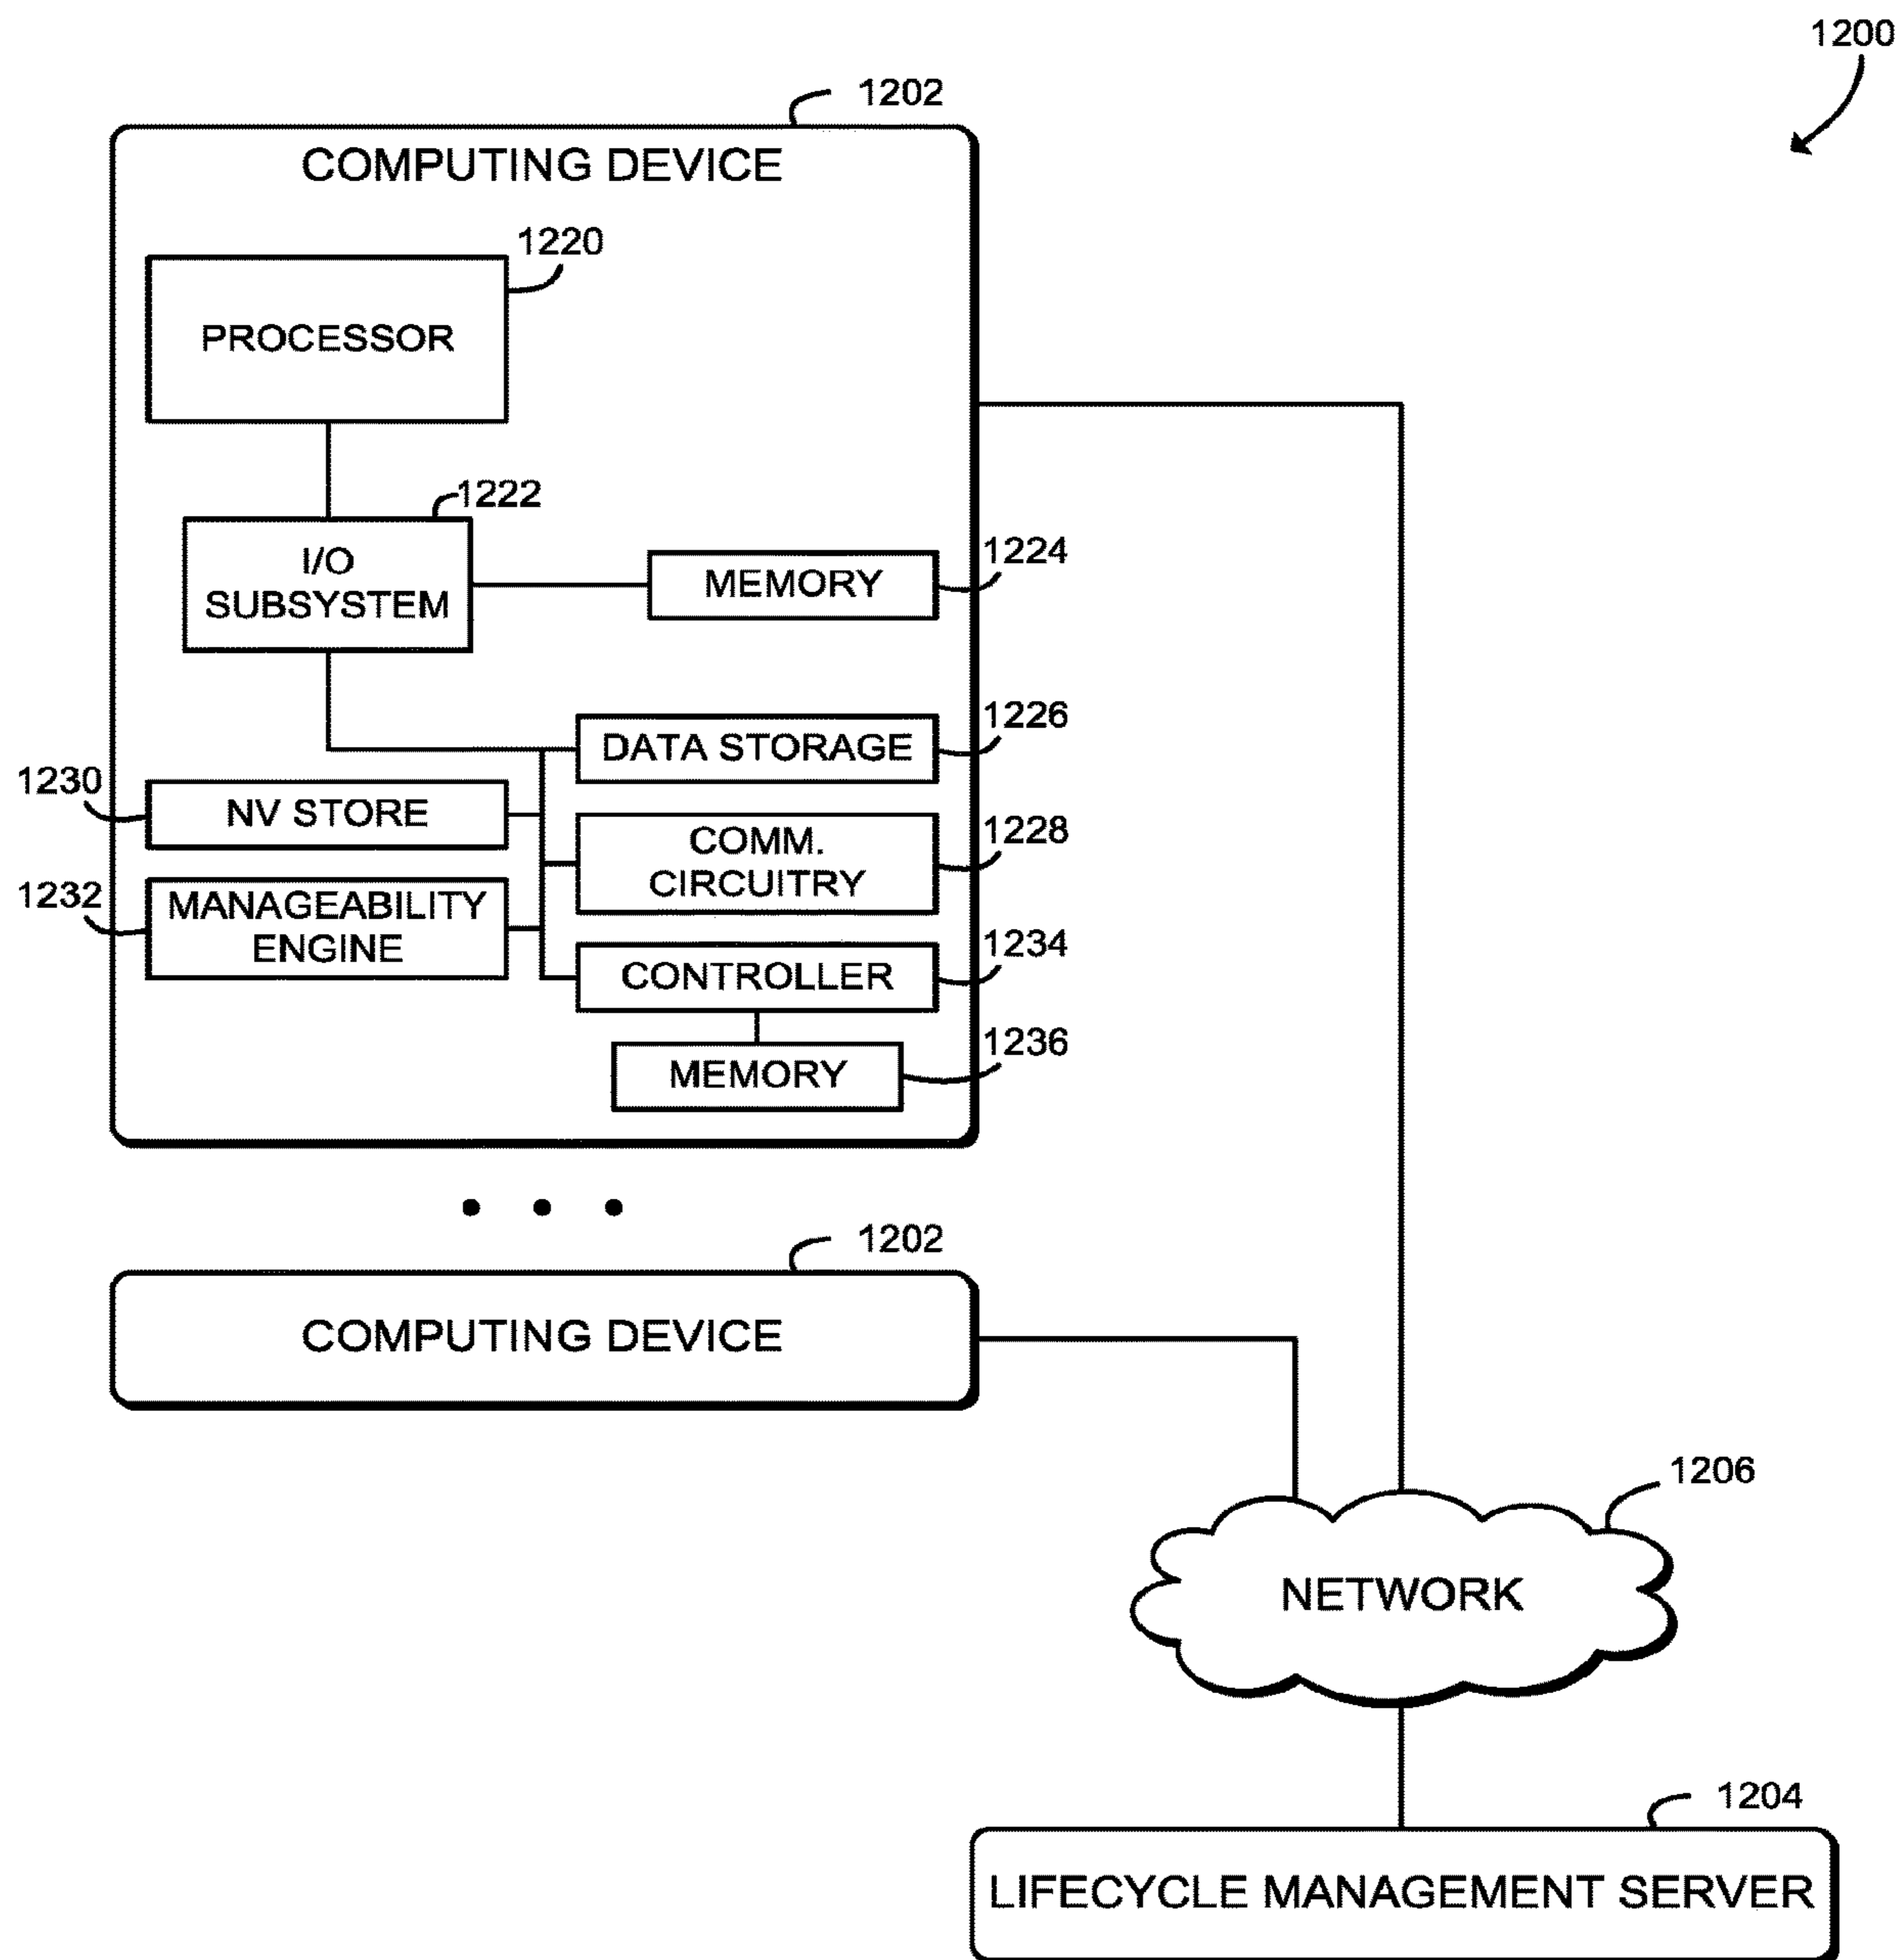 1200
1202
COMPUTING DEVICE
1220
PROCESSOR
1222
I/O
SUBSYSTEM
1224
MEMORY
1226
DATA STORAGE
1230
NV STORE
1228
COMM.
CIRCUITRY
1232
MANAGEABILITY
ENGINE
1234
CONTROLLER
1236
MEMORY
1202
COMPUTING DEVICE
1206
NETWORK
1204
LIFECYCLE MANAGEMENT SERVER